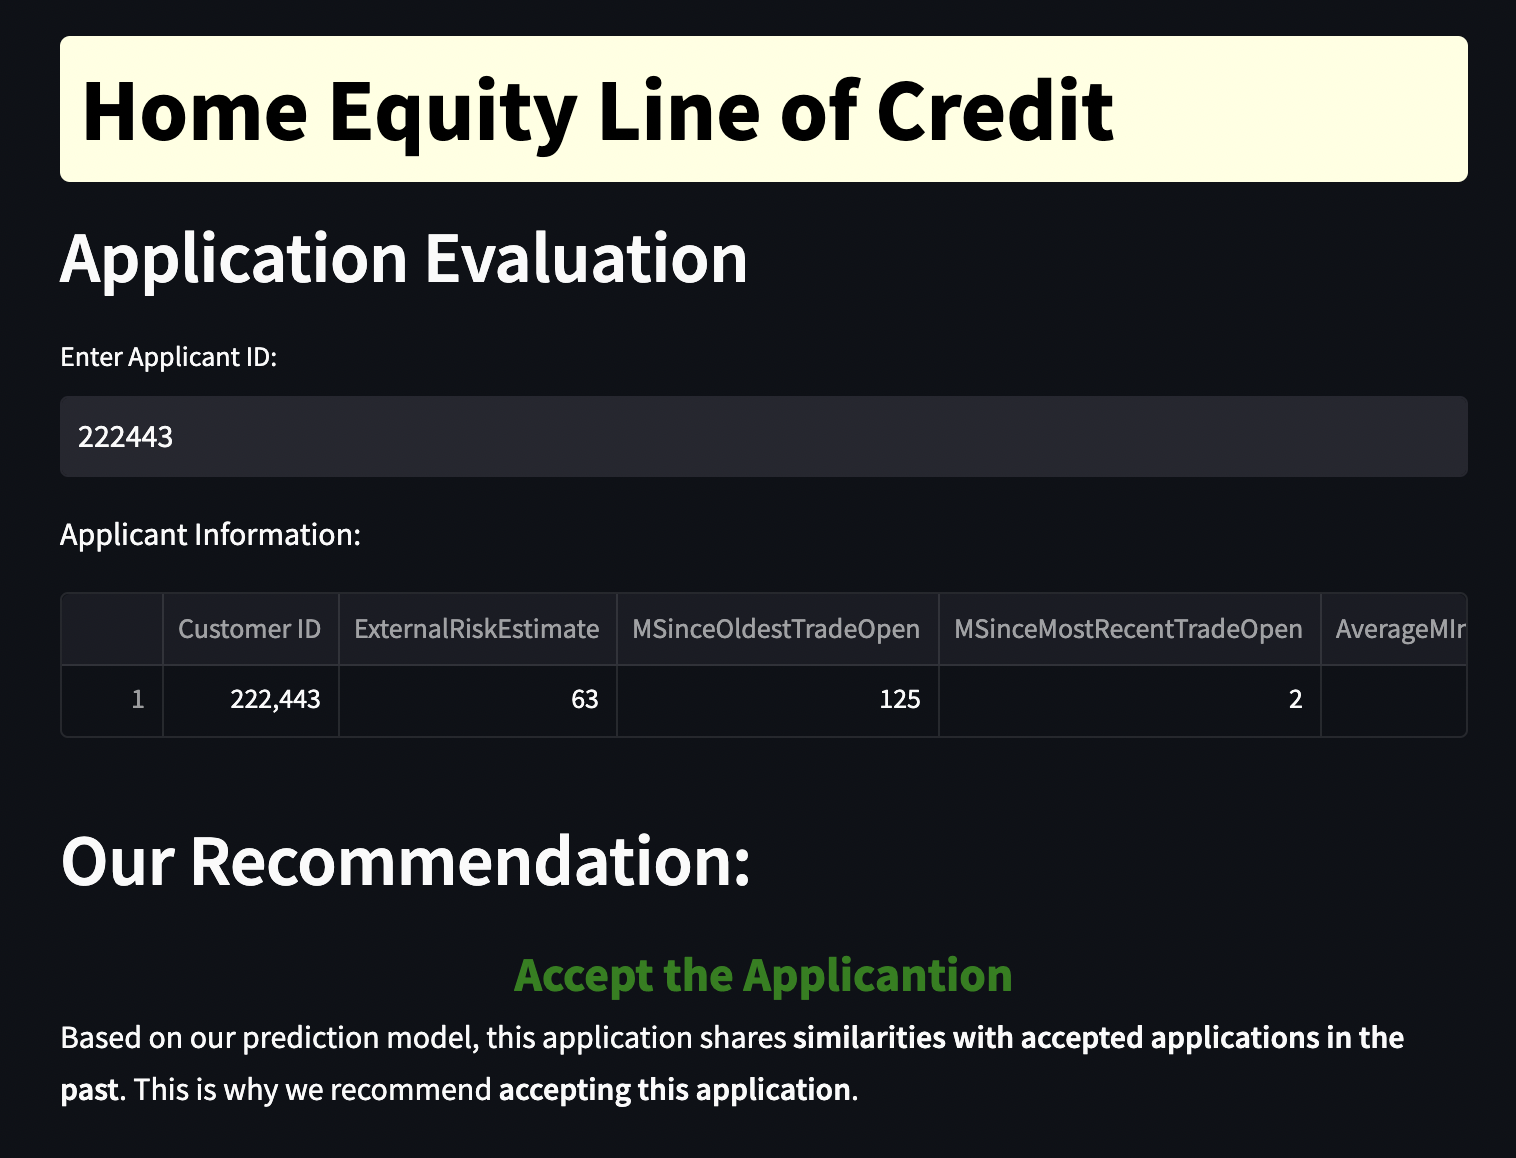 Home Equity Line of Credit
Application Evaluation
Enter Applicant ID:
222443
Applicant Information:
Customer ID ExternalRiskEstimate MSinceOldestTradeOpen MSinceMostRecentTradeOpen AverageMIr
1 222,443 63 125 2
Our Recommendation:
Accept the Applicantion
Based on our prediction model, this application shares similarities with accepted applications in the
past. This is why we recommend accepting this application.